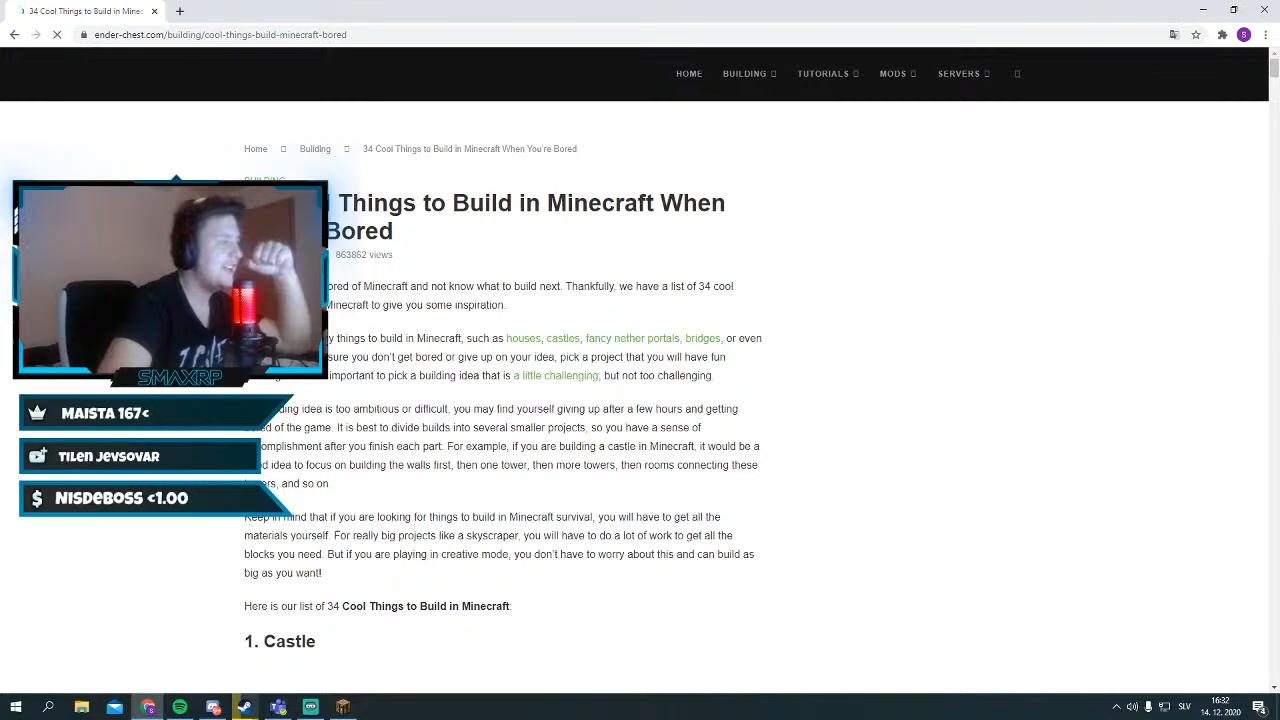 34 Cool Things to Build in Mine
ender-chest.com/building/cool-things-build-minecraft-bored
S
HOME BUILDING TUTORIALS MODS SERVERS
Home Building 34 Cool Things to Build in Minecraft When You're Bored
BUILDING
Things to Build in Minecraft When
Bored
863862 views
ored of Minecraft and not know what to build next. Thankfully, we have a list of 34 cool
Minecraft to give you some inspiration.
y things to build in Minecraft, such as houses, castles, fancy nether portals, bridges, or even
sure you don't get bored or give up on your idea, pick a project that you will have fun
important to pick a building idea that is a little challenging, but not too challenging.
SMAXRP
MAISTA 167<
ding idea is too ambitious or difficult, you may find yourself giving up after a few hours and getting
of the game. It is best to divide builds into several smaller projects, so you have a sense of
omplishment after you finish each part. For example, if you are building a castle in Minecraft, it would be a
TILEN JEVSOVAR
idea to focus on building the walls first, then one tower, then more towers, then rooms connecting these
ers, and so on.
NISDEBOSS <1.00
Keep in mind that if you are looking for things to build in Minecraft survival, you will have to get all the
materials yourself. For really big projects like a skyscraper, you will have to do a lot of work to get all the
blocks you need. But if you are playing in creative mode, you don't have to worry about this and can build as
big as you want!
Here is our list of 34 Cool Things to Build in Minecraft:
1. Castle
SLV
16:32
14. 12. 2020